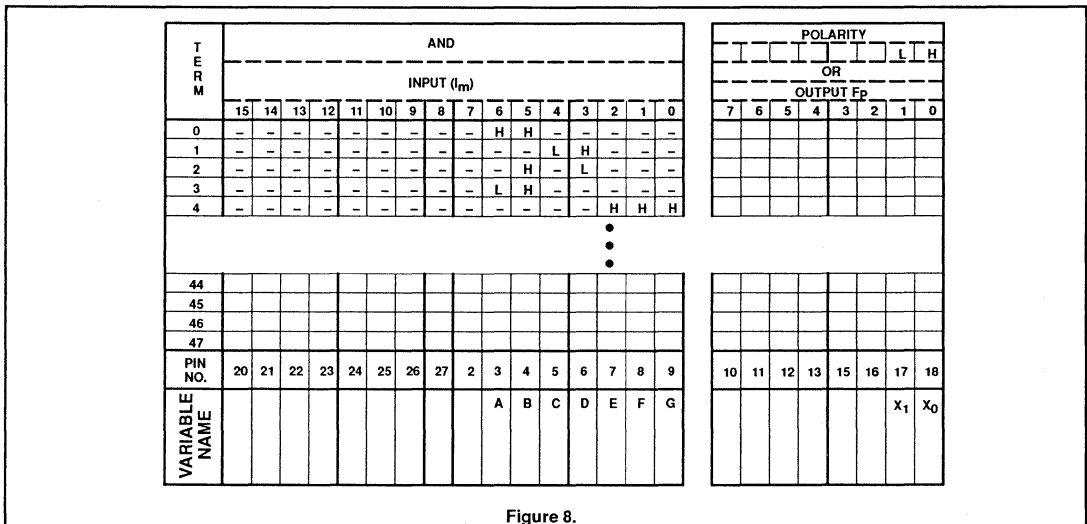 TERM
AND
INPUT (Im)
15 14 13 12 11 10 9 8 7 6 5 4 3 2 1 0
POLARITY
L H
OR
OUTPUT Fp
7 6 5 4 3 2 1 0
0 – – – – – – – – – H H – – – – –
1 – – – – – – – – – – – L H – – –
2 – – – – – – – – – – H – L – – –
3 – – – – – – – – – L H – – – – –
4 – – – – – – – – – – – – – H H H
44
45
46
47
PIN NO. 20 21 22 23 24 25 26 27 2 3 4 5 6 7 8 9 10 11 12 13 15 16 17 18
VARIABLE NAME A B C D E F G X1 X0
Figure 8.